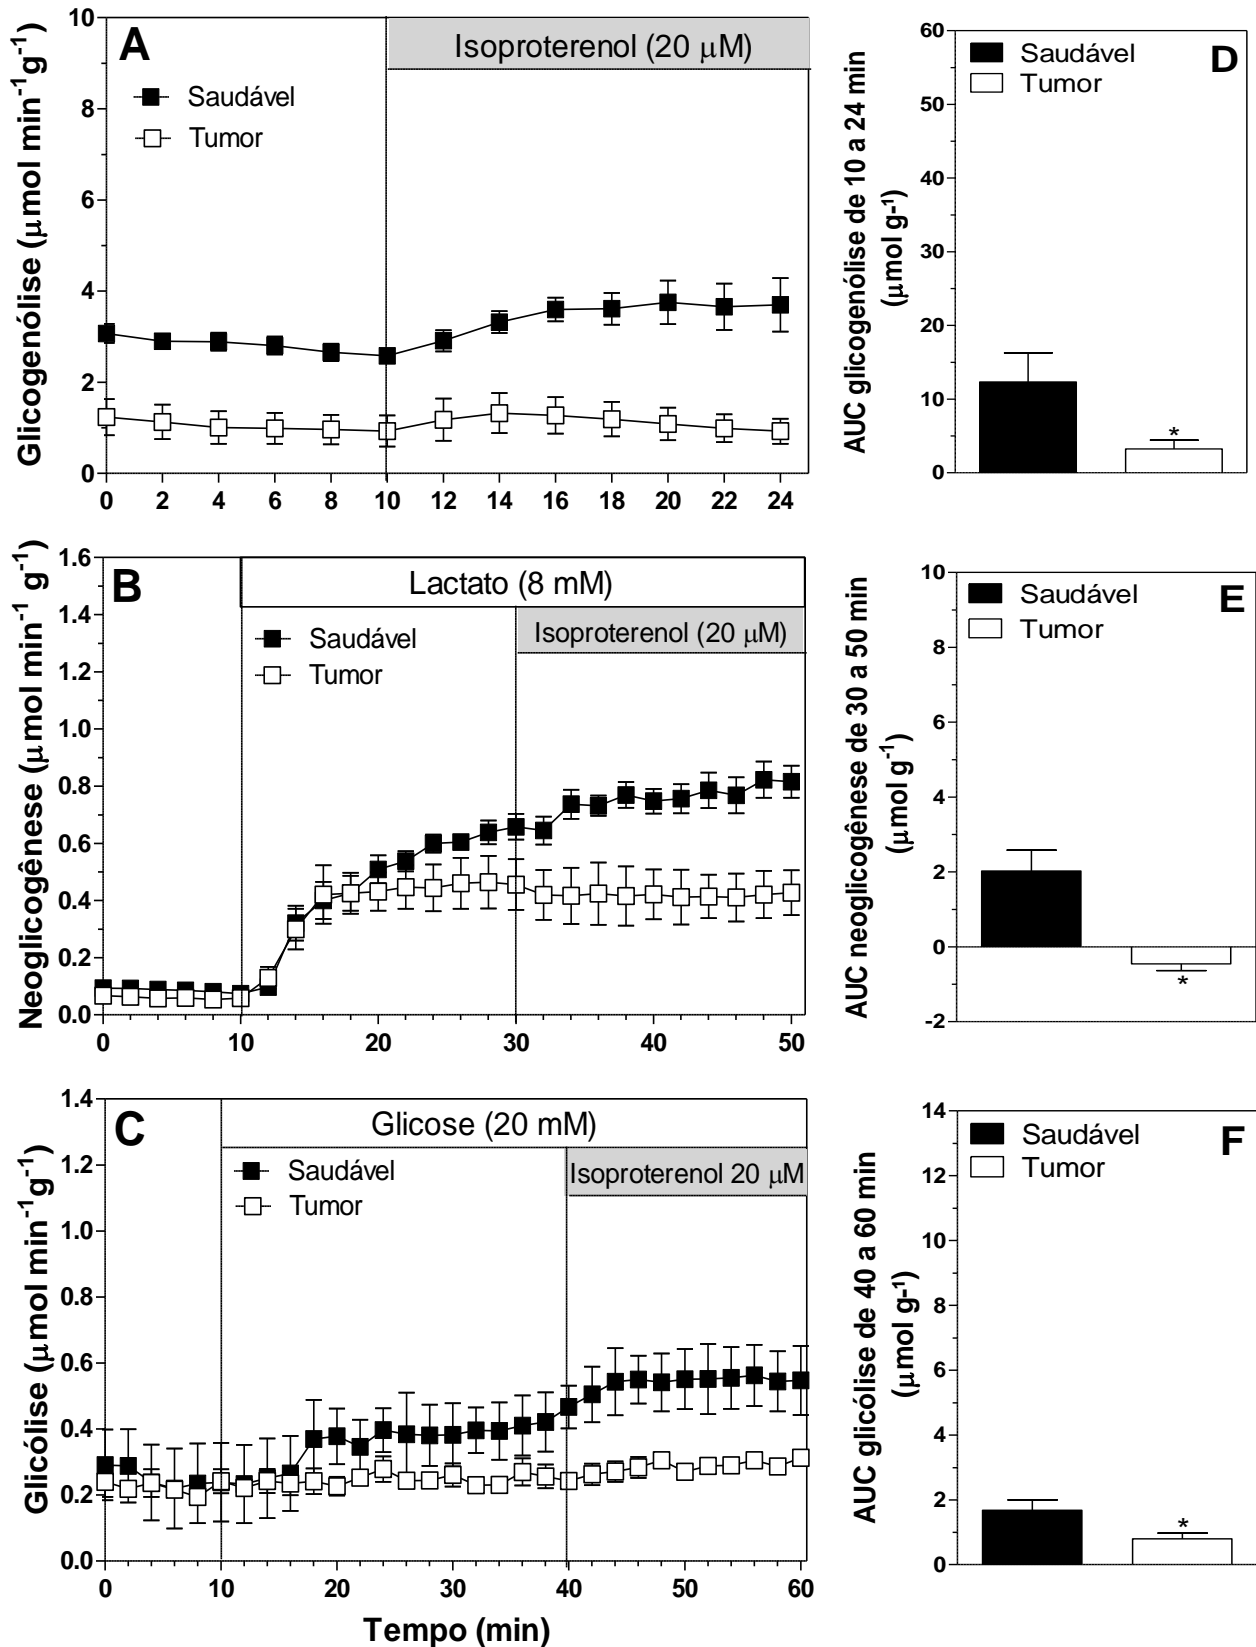 A
Isoproterenol (20 μM)
Saudável
Tumor
Glicogenólise (μmol min⁻¹g⁻¹)
10
8
6
4
2
0
0 2 4 6 8 10 12 14 16 18 20 22 24
D
Saudável
Tumor
AUC glicogenólise de 10 a 24 min
(μmol g-¹)
60
50
40
30
20
10
0
*
B
Lactato (8 mM)
Isoproterenol (20 μM)
Saudável
Tumor
Neoglicogênese (μmol min⁻¹ g⁻¹)
1.6
1.4
1.2
1.0
0.8
0.6
0.4
0.2
0.0
0 10 20 30 40 50
E
Saudável
Tumor
AUC neoglicogênese de 30 a 50 min
(μmol g⁻¹)
10
8
6
4
2
0
-2
*
C
Glicose (20 mM)
Isoproterenol 20 μM
Saudável
Tumor
Glicólise (μmol min⁻¹g⁻¹)
1.4
1.2
1.0
0.8
0.6
0.4
0.2
0.0
0 10 20 30 40 50 60
Tempo (min)
F
Saudável
Tumor
AUC glicólise de 40 a 60 min
(μmol g-¹)
14
12
10
8
6
4
2
0
*